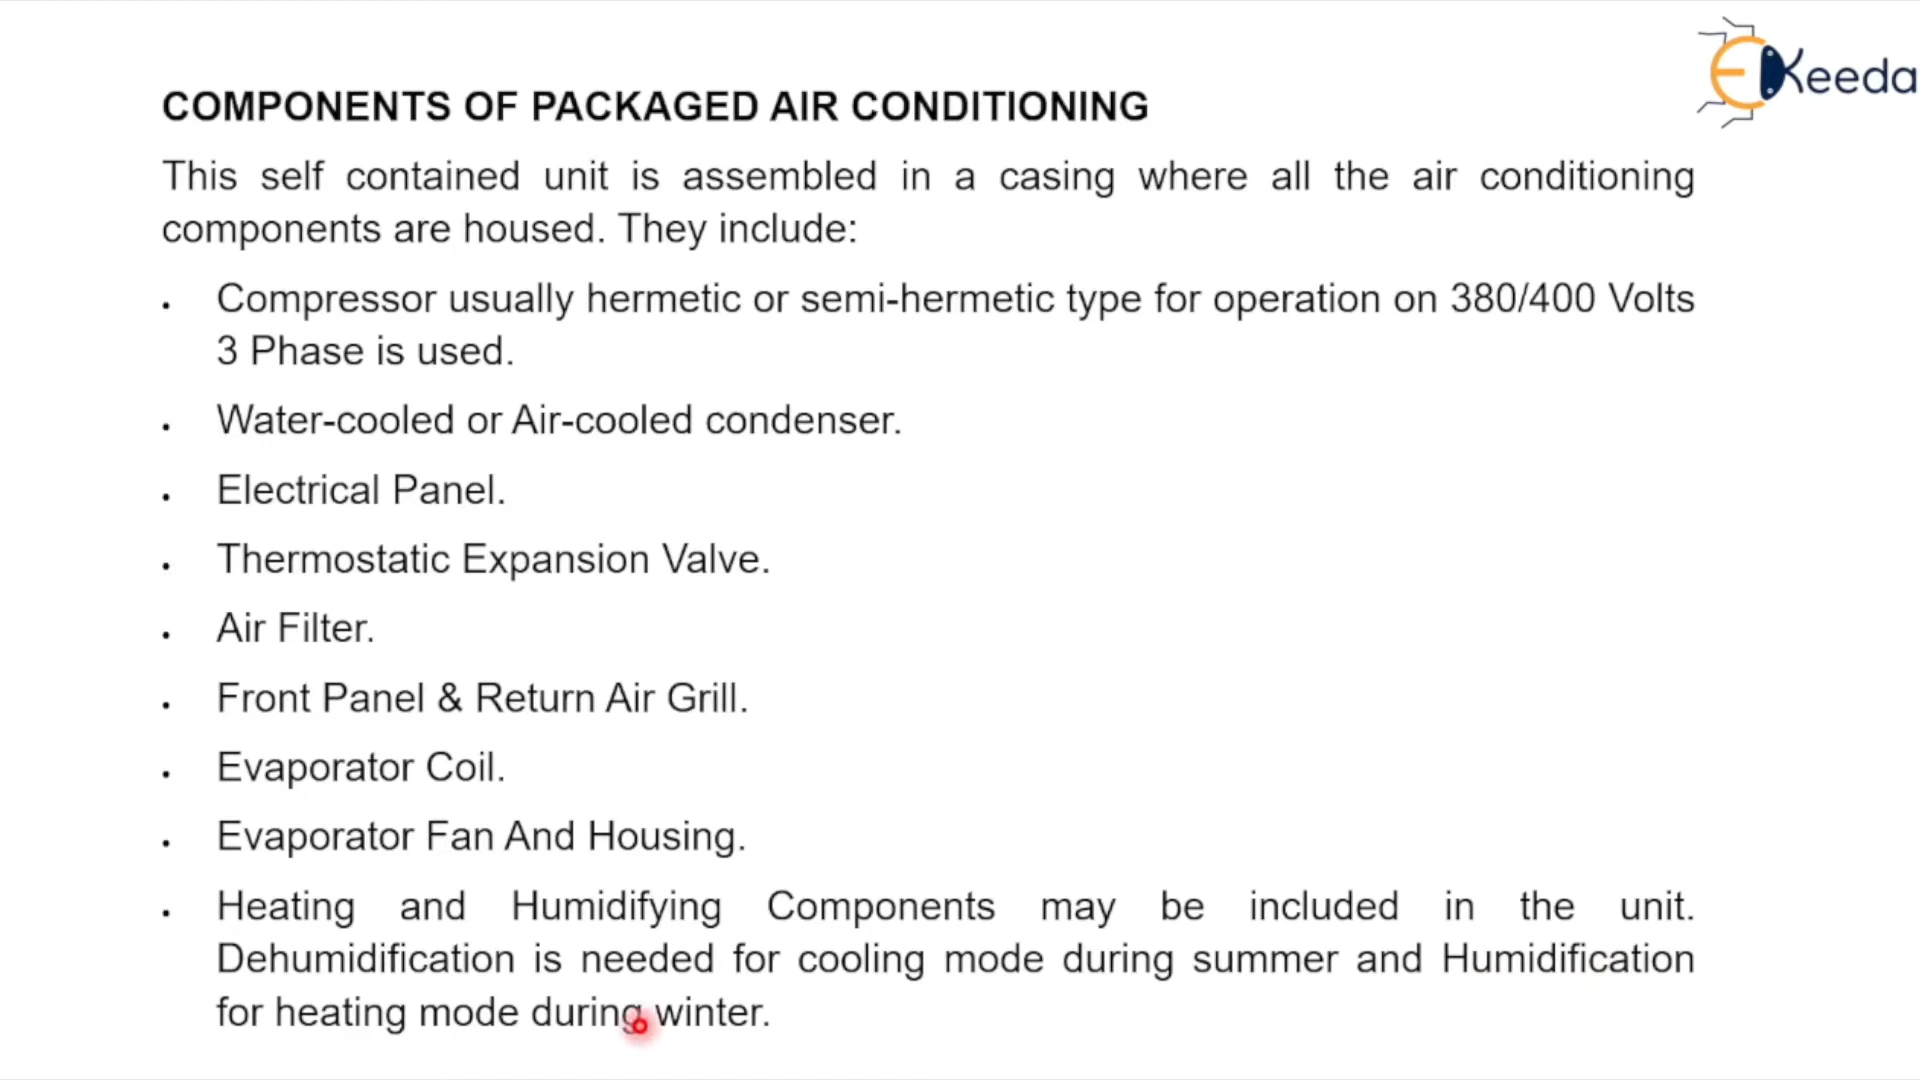 EKeeda
COMPONENTS OF PACKAGED AIR CONDITIONING
This self contained unit is assembled in a casing where all the air conditioning
components are housed. They include:
• Compressor usually hermetic or semi-hermetic type for operation on 380/400 Volts
3 Phase is used.
• Water-cooled or Air-cooled condenser.
• Electrical Panel.
• Thermostatic Expansion Valve.
• Air Filter.
• Front Panel & Return Air Grill.
• Evaporator Coil.
• Evaporator Fan And Housing.
• Heating and Humidifying Components may be included in the unit.
Dehumidification is needed for cooling mode during summer and Humidification
for heating mode during winter.